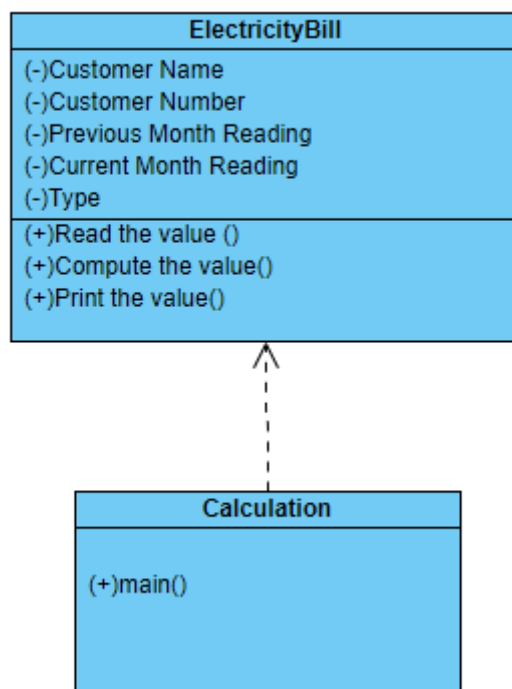 ElectricityBill
(-)Customer Name
(-)Customer Number
(-)Previous Month Reading
(-)Current Month Reading
(-)Type
(+)Read the value ()
(+)Compute the value()
(+)Print the value()
Calculation
(+)main()